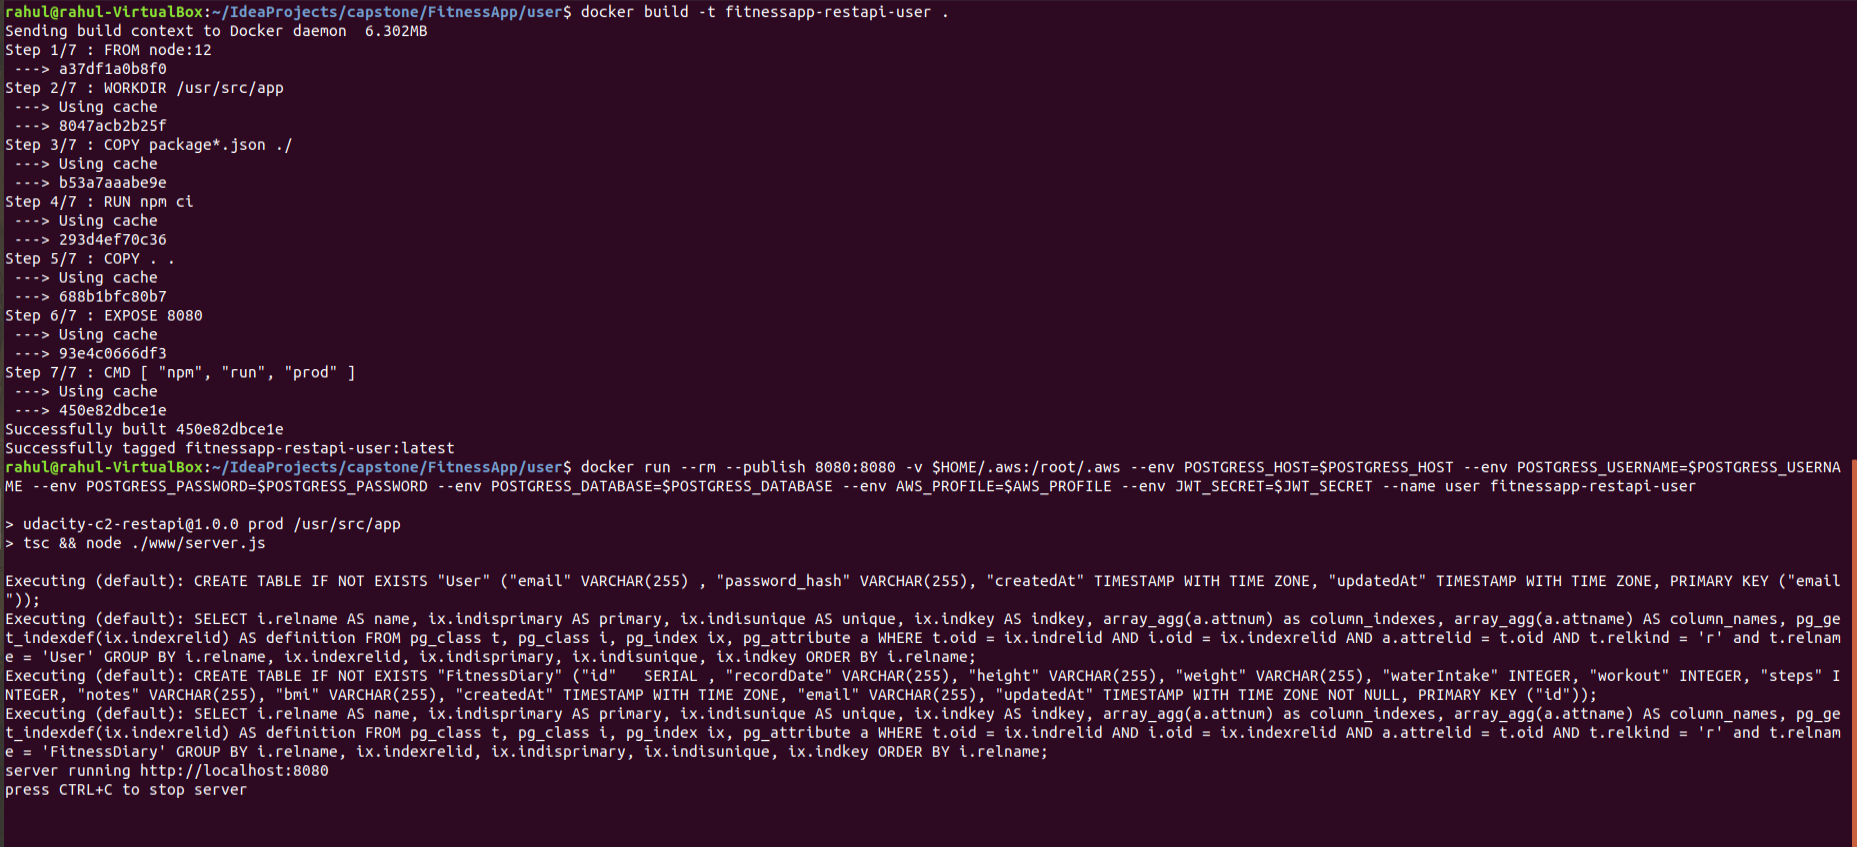 rahul@rahul-VirtualBox:~/IdeaProjects/capstone/FitnessApp/user$ docker build -t fitnessapp-restapi-user .
Sending build context to Docker daemon  6.302MB
Step 1/7 : FROM node:12
 ---> a37df1a0b8f0
Step 2/7 : WORKDIR /usr/src/app
 ---> Using cache
 ---> 8047acb2b25f
Step 3/7 : COPY package*.json ./
 ---> Using cache
 ---> b53a7aaabe9e
Step 4/7 : RUN npm ci
 ---> Using cache
 ---> 293d4ef70c36
Step 5/7 : COPY . .
 ---> Using cache
 ---> 688b1bfc80b7
Step 6/7 : EXPOSE 8080
 ---> Using cache
 ---> 93e4c0666df3
Step 7/7 : CMD [ "npm", "run", "prod" ]
 ---> Using cache
 ---> 450e82dbce1e
Successfully built 450e82dbce1e
Successfully tagged fitnessapp-restapi-user:latest
rahul@rahul-VirtualBox:~/IdeaProjects/capstone/FitnessApp/user$ docker run --rm --publish 8080:8080 -v $HOME/.aws:/root/.aws --env POSTGRESS_HOST=$POSTGRESS_HOST --env POSTGRESS_USERNAME=$POSTGRESS_USERNA
ME --env POSTGRESS_PASSWORD=$POSTGRESS_PASSWORD --env POSTGRESS_DATABASE=$POSTGRESS_DATABASE --env AWS_PROFILE=$AWS_PROFILE --env JWT_SECRET=$JWT_SECRET --name user fitnessapp-restapi-user
> udacity-c2-restapi@1.0.0 prod /usr/src/app
> tsc && node ./www/server.js
Executing (default): CREATE TABLE IF NOT EXISTS "User" ("email" VARCHAR(255) , "password_hash" VARCHAR(255), "createdAt" TIMESTAMP WITH TIME ZONE, "updatedAt" TIMESTAMP WITH TIME ZONE, PRIMARY KEY ("email
"));
Executing (default): SELECT i.relname AS name, ix.indisprimary AS primary, ix.indisunique AS unique, ix.indkey AS indkey, array_agg(a.attnum) as column_indexes, array_agg(a.attname) AS column_names, pg_ge
t_indexdef(ix.indexrelid) AS definition FROM pg_class t, pg_class i, pg_index ix, pg_attribute a WHERE t.oid = ix.indrelid AND i.oid = ix.indexrelid AND a.attrelid = t.oid AND t.relkind = 'r' and t.relnam
e = 'User' GROUP BY i.relname, ix.indexrelid, ix.indisprimary, ix.indisunique, ix.indkey ORDER BY i.relname;
Executing (default): CREATE TABLE IF NOT EXISTS "FitnessDiary" ("id"   SERIAL , "recordDate" VARCHAR(255), "height" VARCHAR(255), "weight" VARCHAR(255), "waterIntake" INTEGER, "workout" INTEGER, "steps" I
NTEGER, "notes" VARCHAR(255), "bmi" VARCHAR(255), "createdAt" TIMESTAMP WITH TIME ZONE, "email" VARCHAR(255), "updatedAt" TIMESTAMP WITH TIME ZONE NOT NULL, PRIMARY KEY ("id"));
Executing (default): SELECT i.relname AS name, ix.indisprimary AS primary, ix.indisunique AS unique, ix.indkey AS indkey, array_agg(a.attnum) as column_indexes, array_agg(a.attname) AS column_names, pg_ge
t_indexdef(ix.indexrelid) AS definition FROM pg_class t, pg_class i, pg_index ix, pg_attribute a WHERE t.oid = ix.indrelid AND i.oid = ix.indexrelid AND a.attrelid = t.oid AND t.relkind = 'r' and t.relnam
e = 'FitnessDiary' GROUP BY i.relname, ix.indexrelid, ix.indisprimary, ix.indisunique, ix.indkey ORDER BY i.relname;
server running http://localhost:8080
press CTRL+C to stop server